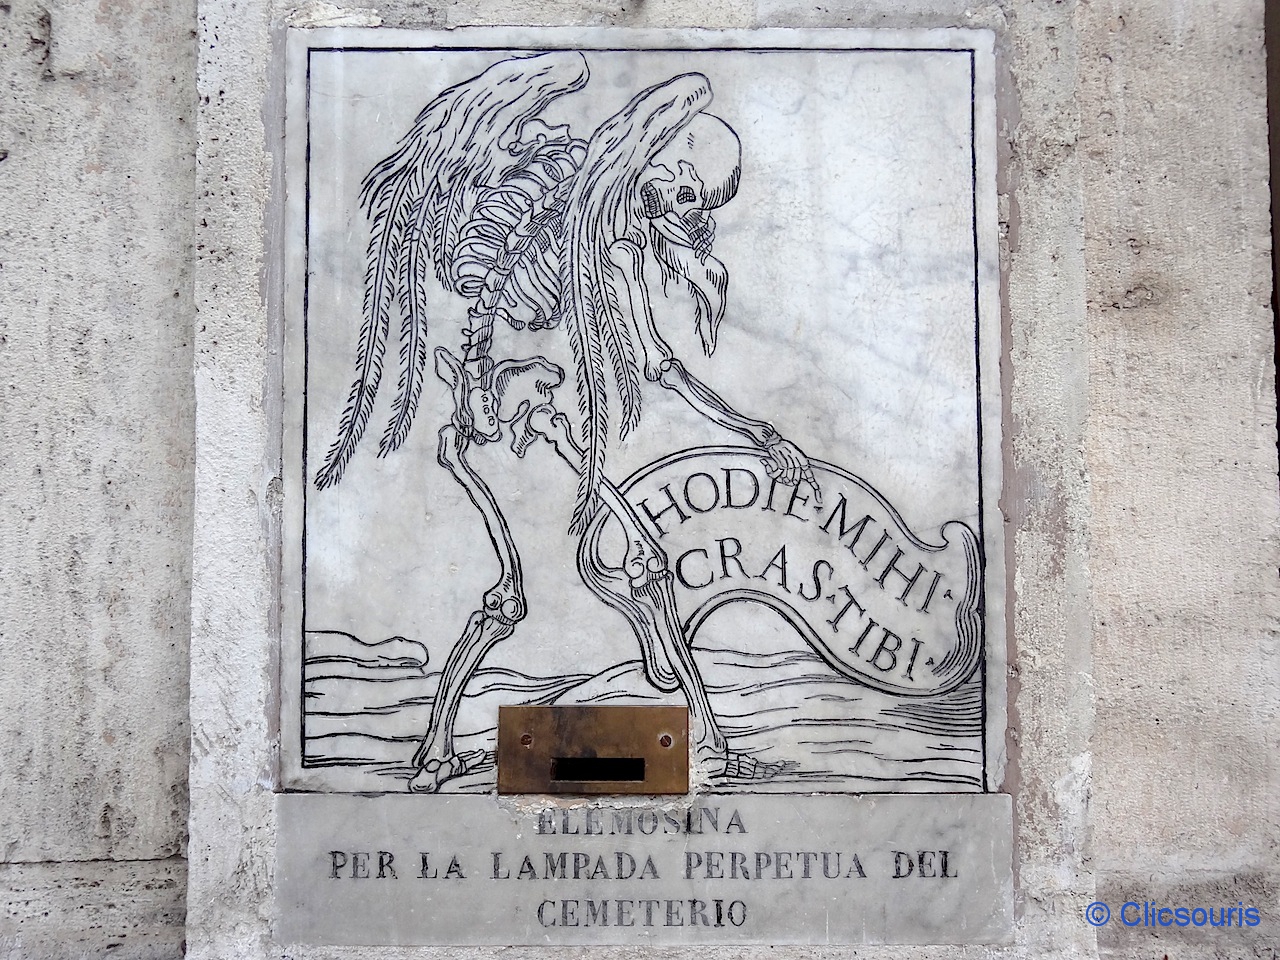 HODIE·MIHI·
CRAS·TIBI·
ELEMOSINA
PER LA LAMPADA PERPETUA DEL
CEMETERIO
© Clicsouris